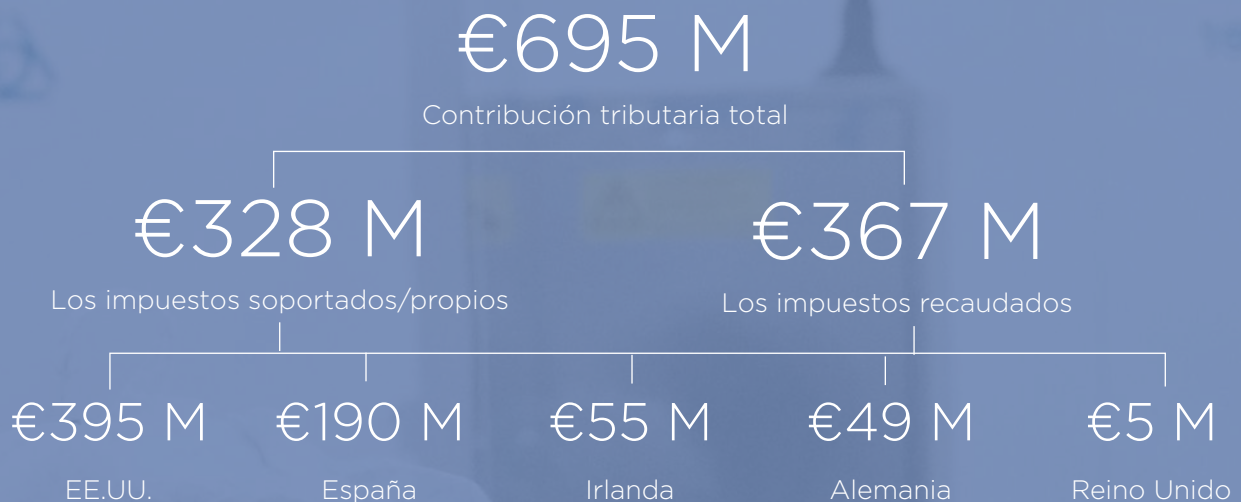 €695 M
Contribución tributaria total
€328 M
€367 M
Los impuestos soportados/propios
Los impuestos recaudados
€395 M
€190 M
€55 M
€49 M
€5 M
EE.UU.
España
Irlanda
Alemania
Reino Unido